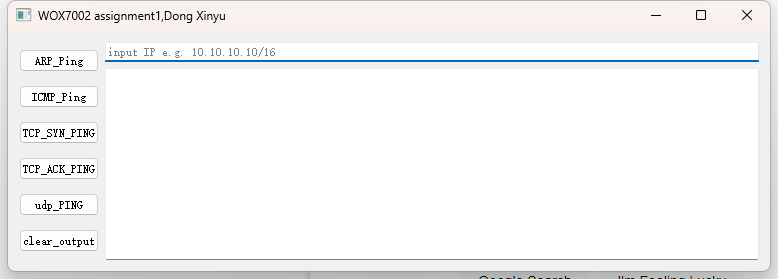 WOX7002 assignment1,Dong Xinyu
ARP_Ping
input IP e.g. 10.10.10.10/16
ICMP_Ping
TCP_SYN_PING
TCP_ACK_PING
udp_PING
clear_output
Google Search I'm Feeling Lucky